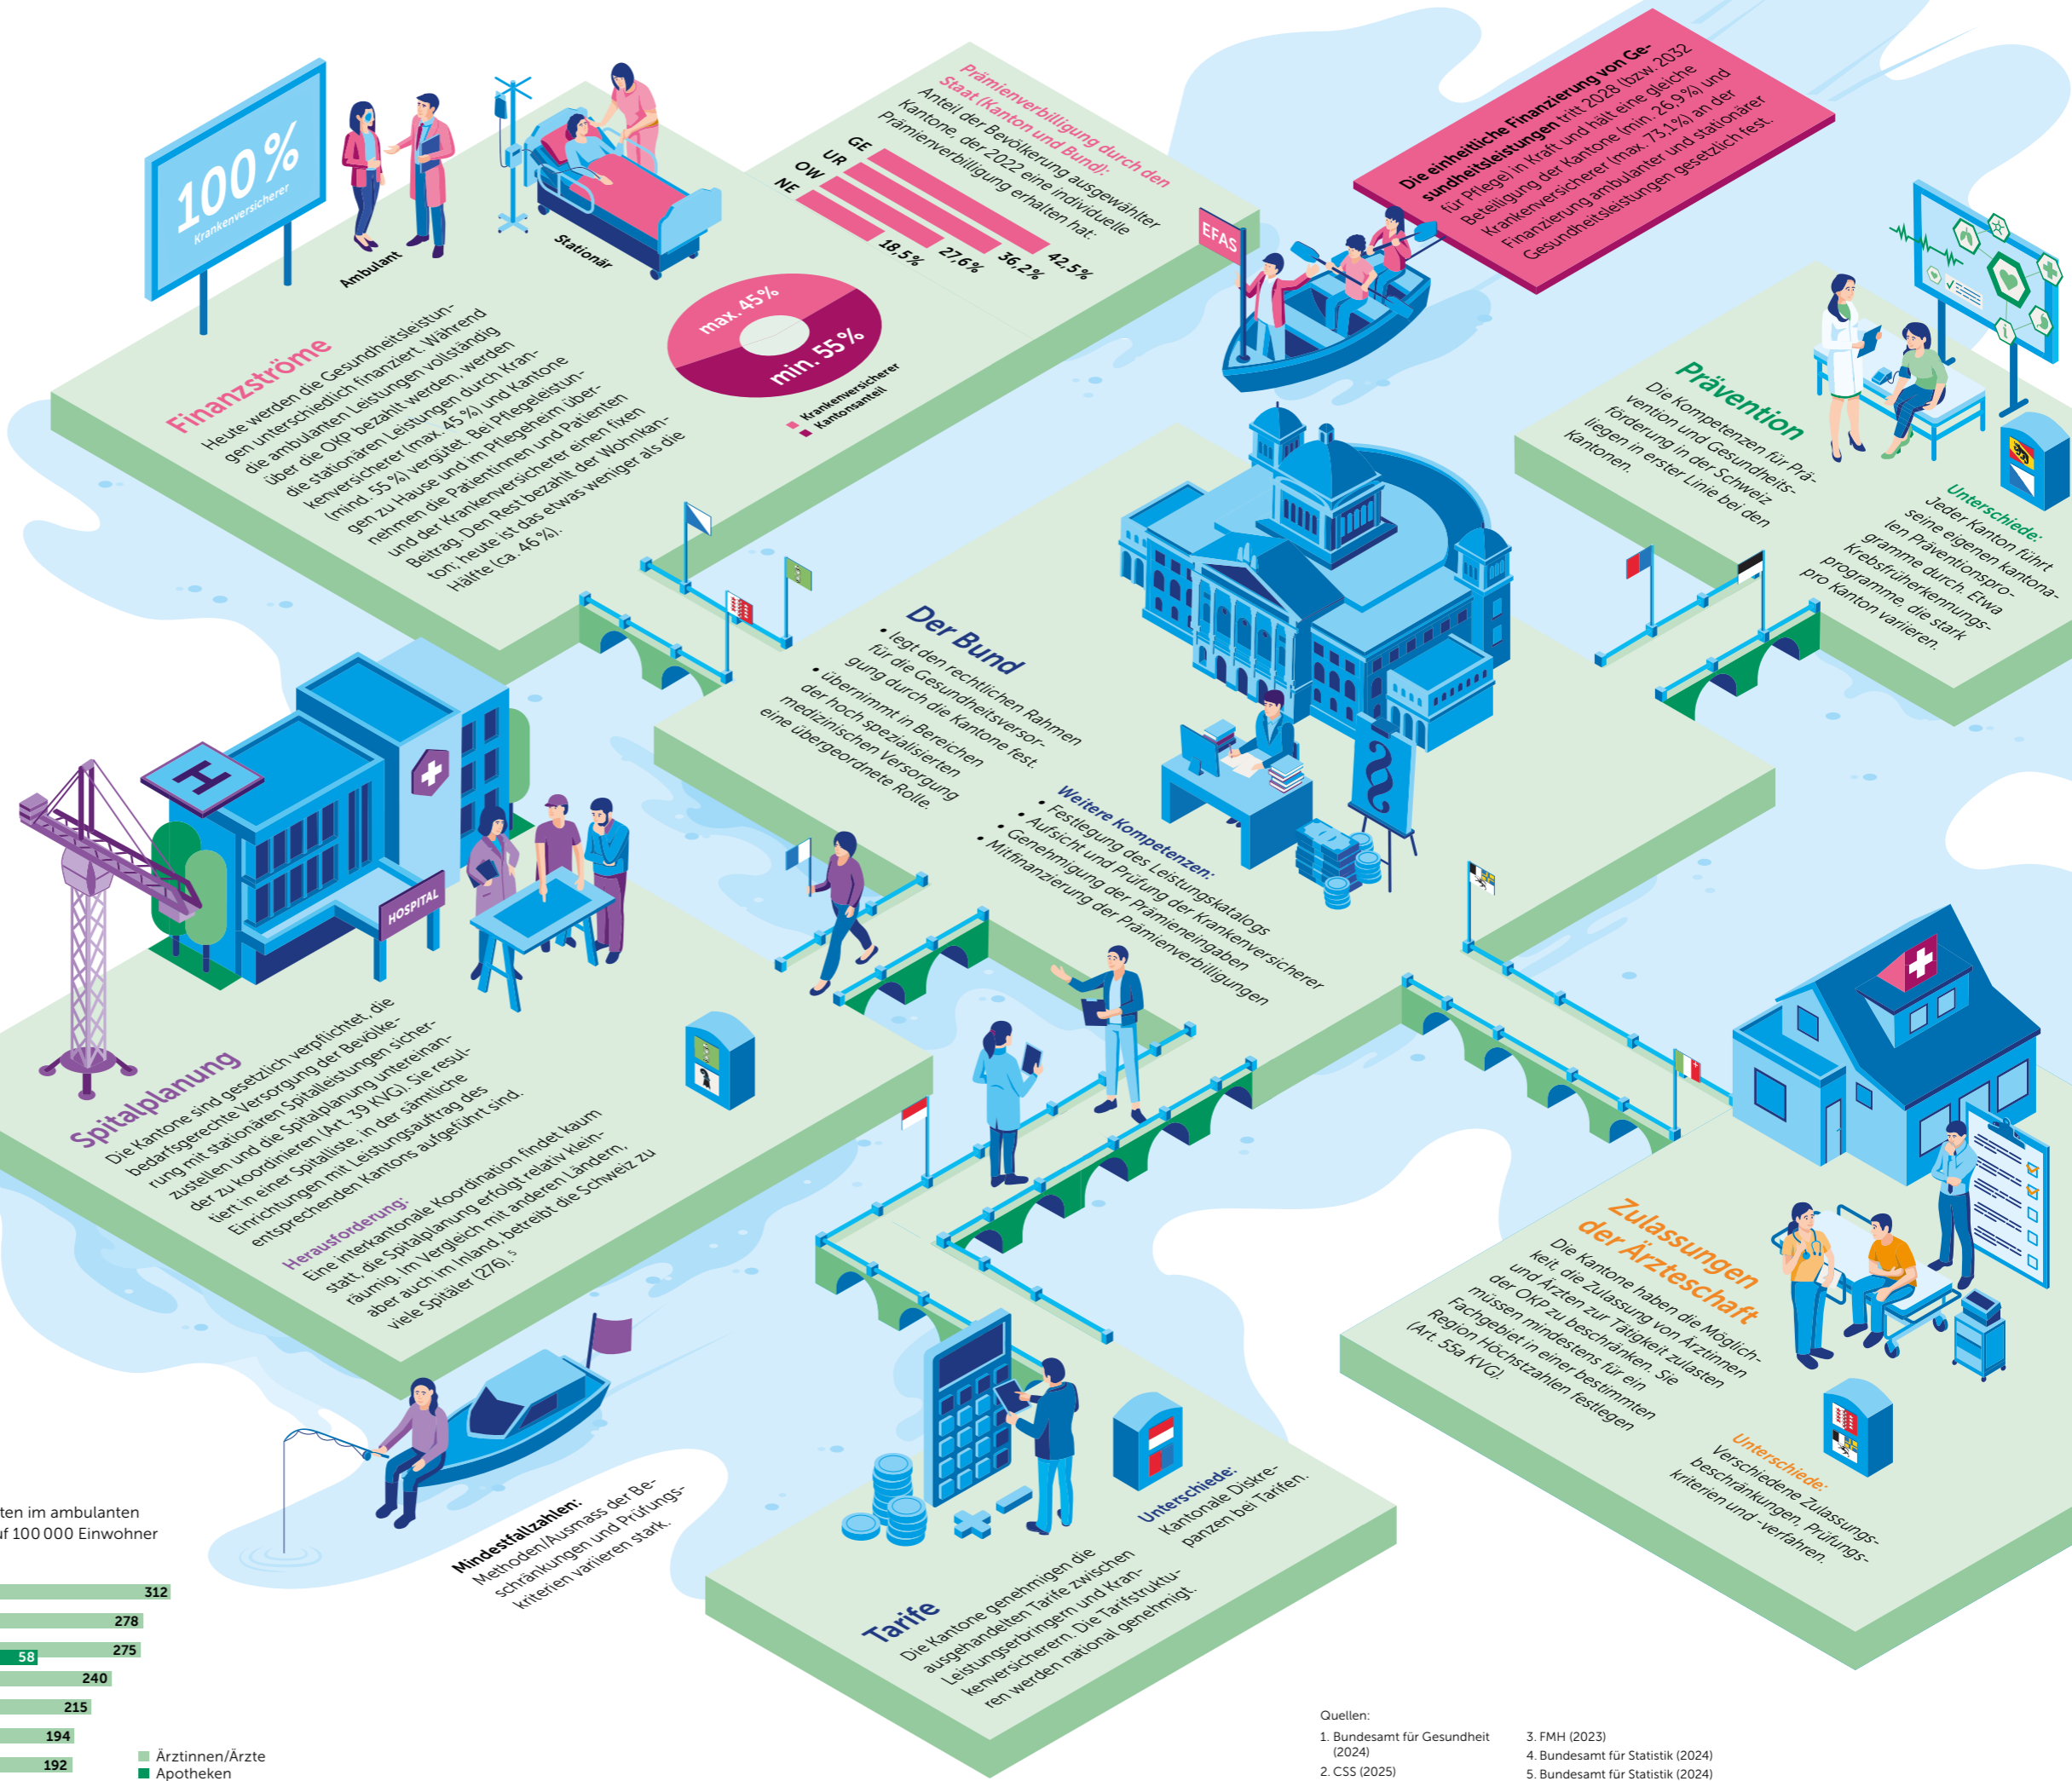 100 %
Krankenversicherer
Ambulant
Stationär
Prämienverbilligung durch den
Staat (Kanton und Bund):
Anteil der Bevölkerung ausgewählter
Kantone, der 2022 eine individuelle
Prämienverbilligung erhalten hat:
GE
UR
OW
NE
18,5%
27,6%
36,2%
42,5%
max. 45%
min. 55%
Krankenversicherer
Kantonsanteil
Finanzströme
Heute werden die Gesundheitsleistun-
gen unterschiedlich finanziert. Während
die ambulanten Leistungen vollständig
über die OKP bezahlt werden, werden
die stationären Leistungen durch Kran-
kenversicherer (max. 45 %) und Kantone
(mind. 55 %) vergütet. Bei Pflegeleistun-
gen zu Hause und im Pflegeheim über-
nehmen die Patientinnen und Patienten
und der Krankenversicherer einen fixen
Beitrag. Den Rest bezahlt der Wohnkan-
ton; heute ist das etwas weniger als die
Hälfte (ca. 46 %).
EFAS
Die einheitliche Finanzierung von Ge-
sundheitsleistungen tritt 2028 (bzw. 2032
für Pflege) in Kraft und hält eine gleiche
Beteiligung der Kantone (min. 26,9%) und
Krankenversicherer (max. 73,1%) an der
Finanzierung ambulanter und stationärer
Gesundheitsleistungen gesetzlich fest.
Prävention
Die Kompetenzen für Prä-
vention und Gesundheits-
förderung in der Schweiz
liegen in erster Linie bei den
Kantonen.
Unterschiede:
Jeder Kanton führt
seine eigenen kantona-
len Präventionspro-
gramme durch. Etwa
Krebsfrüherkennungs-
programme, die stark
pro Kanton variieren.
Der Bund
• legt den rechtlichen Rahmen
für die Gesundheitsversor-
gung durch die Kantone fest.
• übernimmt in Bereichen
der hoch spezialisierten
medizinischen Versorgung
eine übergeordnete Rolle.
Weitere Kompetenzen:
• Festlegung des Leistungskatalogs
• Aufsicht und Prüfung der Krankenversicherer
• Genehmigung der Prämieneingaben
• Mitfinanzierung der Prämienverbilligungen
§
H
HOSPITAL
Spitalplanung
Die Kantone sind gesetzlich verpflichtet, die
bedarfsgerechte Versorgung der Bevölke-
rung mit stationären Spitalleistungen sicher-
zustellen und die Spitalplanung untereinan-
der zu koordinieren (Art. 39 KVG). Sie resul-
tiert in einer Spitalliste, in der sämtliche
Einrichtungen mit Leistungsauftrag des
entsprechenden Kantons aufgeführt sind.
Herausforderung:
Eine interkantonale Koordination findet kaum
statt, die Spitalplanung erfolgt relativ klein-
räumig. Im Vergleich mit anderen Ländern,
aber auch im Inland, betreibt die Schweiz zu
viele Spitäler (276).⁵
Zulassungen
der Ärzteschaft
Die Kantone haben die Möglich-
keit, die Zulassung von Ärztinnen
und Ärzten zur Tätigkeit zulasten
der OKP zu beschränken. Sie
müssen mindestens für ein
Fachgebiet in einer bestimmten
Region Höchstzahlen festlegen
(Art. 55a KVG).
Unterschiede:
Verschiedene Zulassungs-
beschränkungen, Prüfungs-
kriterien und -verfahren.
Mindestfallzahlen:
Methoden/Ausmass der Be-
schränkungen und Prüfungs-
kriterien variieren stark.
Unterschiede:
Kantonale Diskre-
panzen bei Tarifen.
Tarife
Die Kantone genehmigen die
ausgehandelten Tarife zwischen
Leistungserbringern und Kran-
kenversicherern. Die Tarifstruktu-
ren werden national genehmigt.
ten im ambulanten
uf 100 000 Einwohner
312
278
275
58
240
215
194
192
Ärztinnen/Ärzte
Apotheken
Quellen:
1. Bundesamt für Gesundheit
(2024)
2. CSS (2025)
3. FMH (2023)
4. Bundesamt für Statistik (2024)
5. Bundesamt für Statistik (2024)